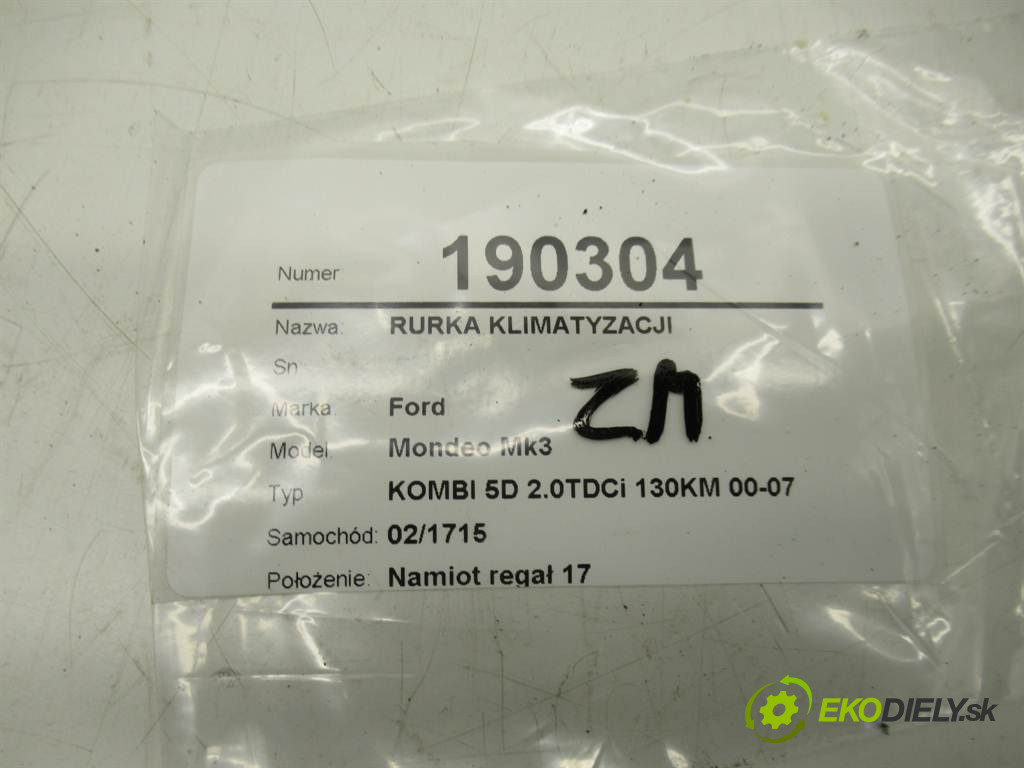 Numer 190304
Nazwa: RURKA KLIMATYZACJI
Sn
Marka: Ford
ZM
Model: Mondeo Mk3
Typ KOMBI 5D 2.0TDCi 130KM 00-07
Samochód: 02/1715
Położenie: Namiot regał 17
EKODIELY.sk